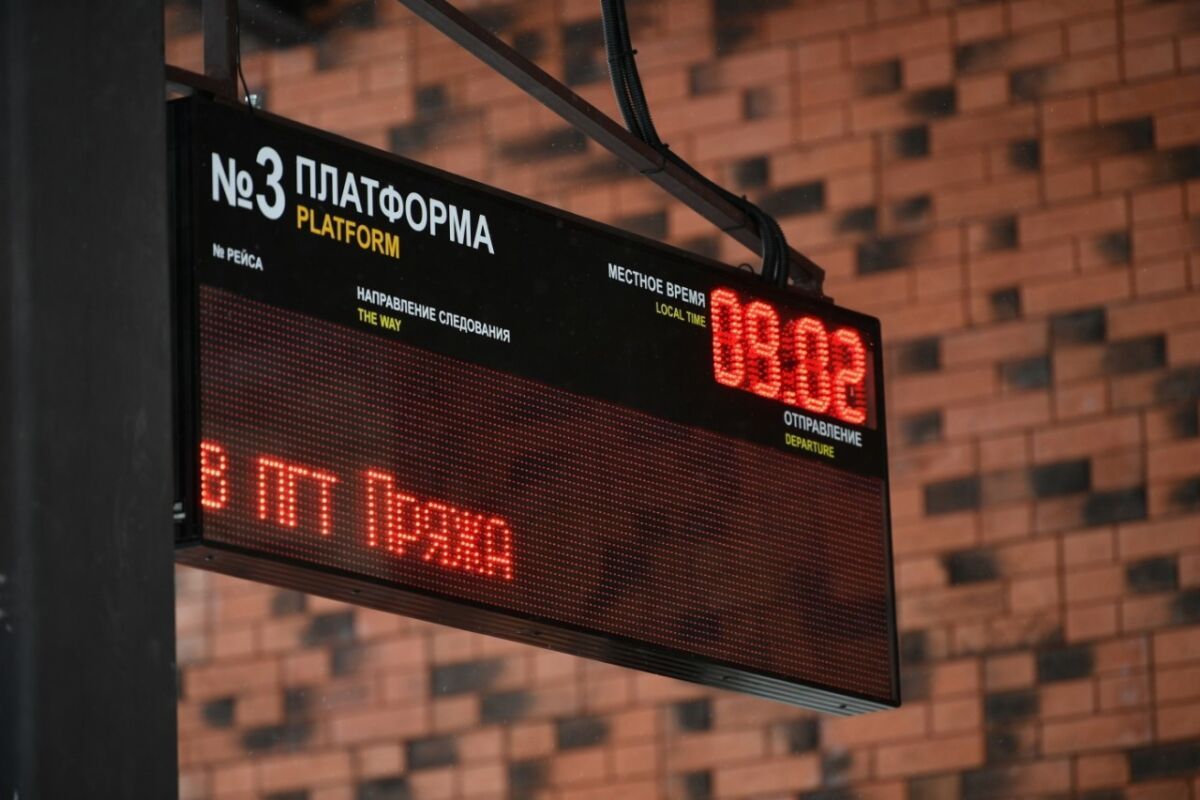 №3 ПЛАТФОРМА
PLATFORM
№ РЕЙСА
НАПРАВЛЕНИЕ СЛЕДОВАНИЯ
THE WAY
МЕСТНОЕ ВРЕМЯ
LOCAL TIME
09:02
ОТПРАВЛЕНИЕ
DEPARTURE
В ПГТ Пряжа